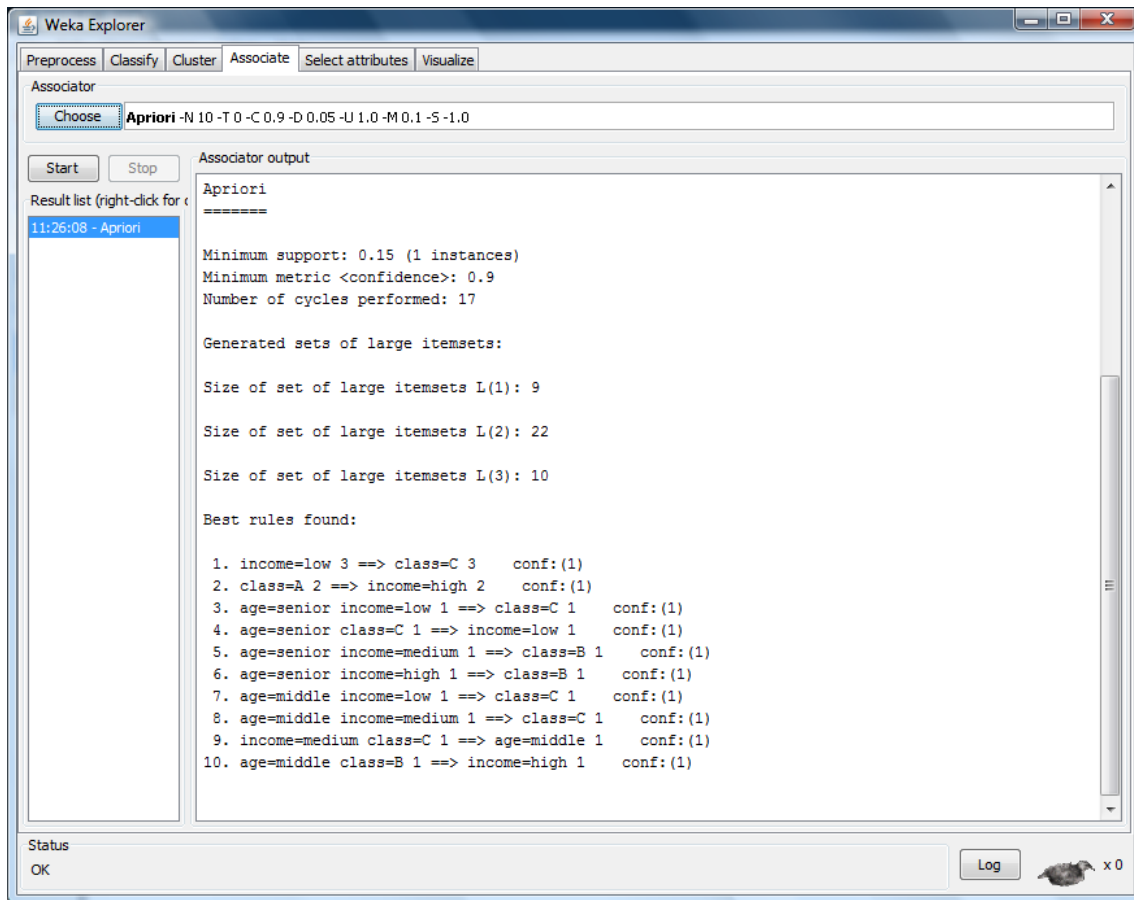 Weka Explorer
Preprocess Classify Cluster Associate Select attributes Visualize
Associator
Choose Apriori -N 10 -T 0 -C 0.9 -D 0.05 -U 1.0 -M 0.1 -S -1.0
Start Stop
Result list (right-click for o
11:26:08 - Apriori
Associator output
Apriori
=======
Minimum support: 0.15 (1 instances)
Minimum metric <confidence>: 0.9
Number of cycles performed: 17
Generated sets of large itemsets:
Size of set of large itemsets L(1): 9
Size of set of large itemsets L(2): 22
Size of set of large itemsets L(3): 10
Best rules found:
1. income=low 3 ==> class=C 3 conf:(1)
2. class=A 2 ==> income=high 2 conf:(1)
3. age=senior income=low 1 ==> class=C 1 conf:(1)
4. age=senior class=C 1 ==> income=low 1 conf:(1)
5. age=senior income=medium 1 ==> class=B 1 conf:(1)
6. age=senior income=high 1 ==> class=B 1 conf:(1)
7. age=middle income=low 1 ==> class=C 1 conf:(1)
8. age=middle income=medium 1 ==> class=C 1 conf:(1)
9. income=medium class=C 1 ==> age=middle 1 conf:(1)
10. age=middle class=B 1 ==> income=high 1 conf:(1)
Status
OK
Log x 0